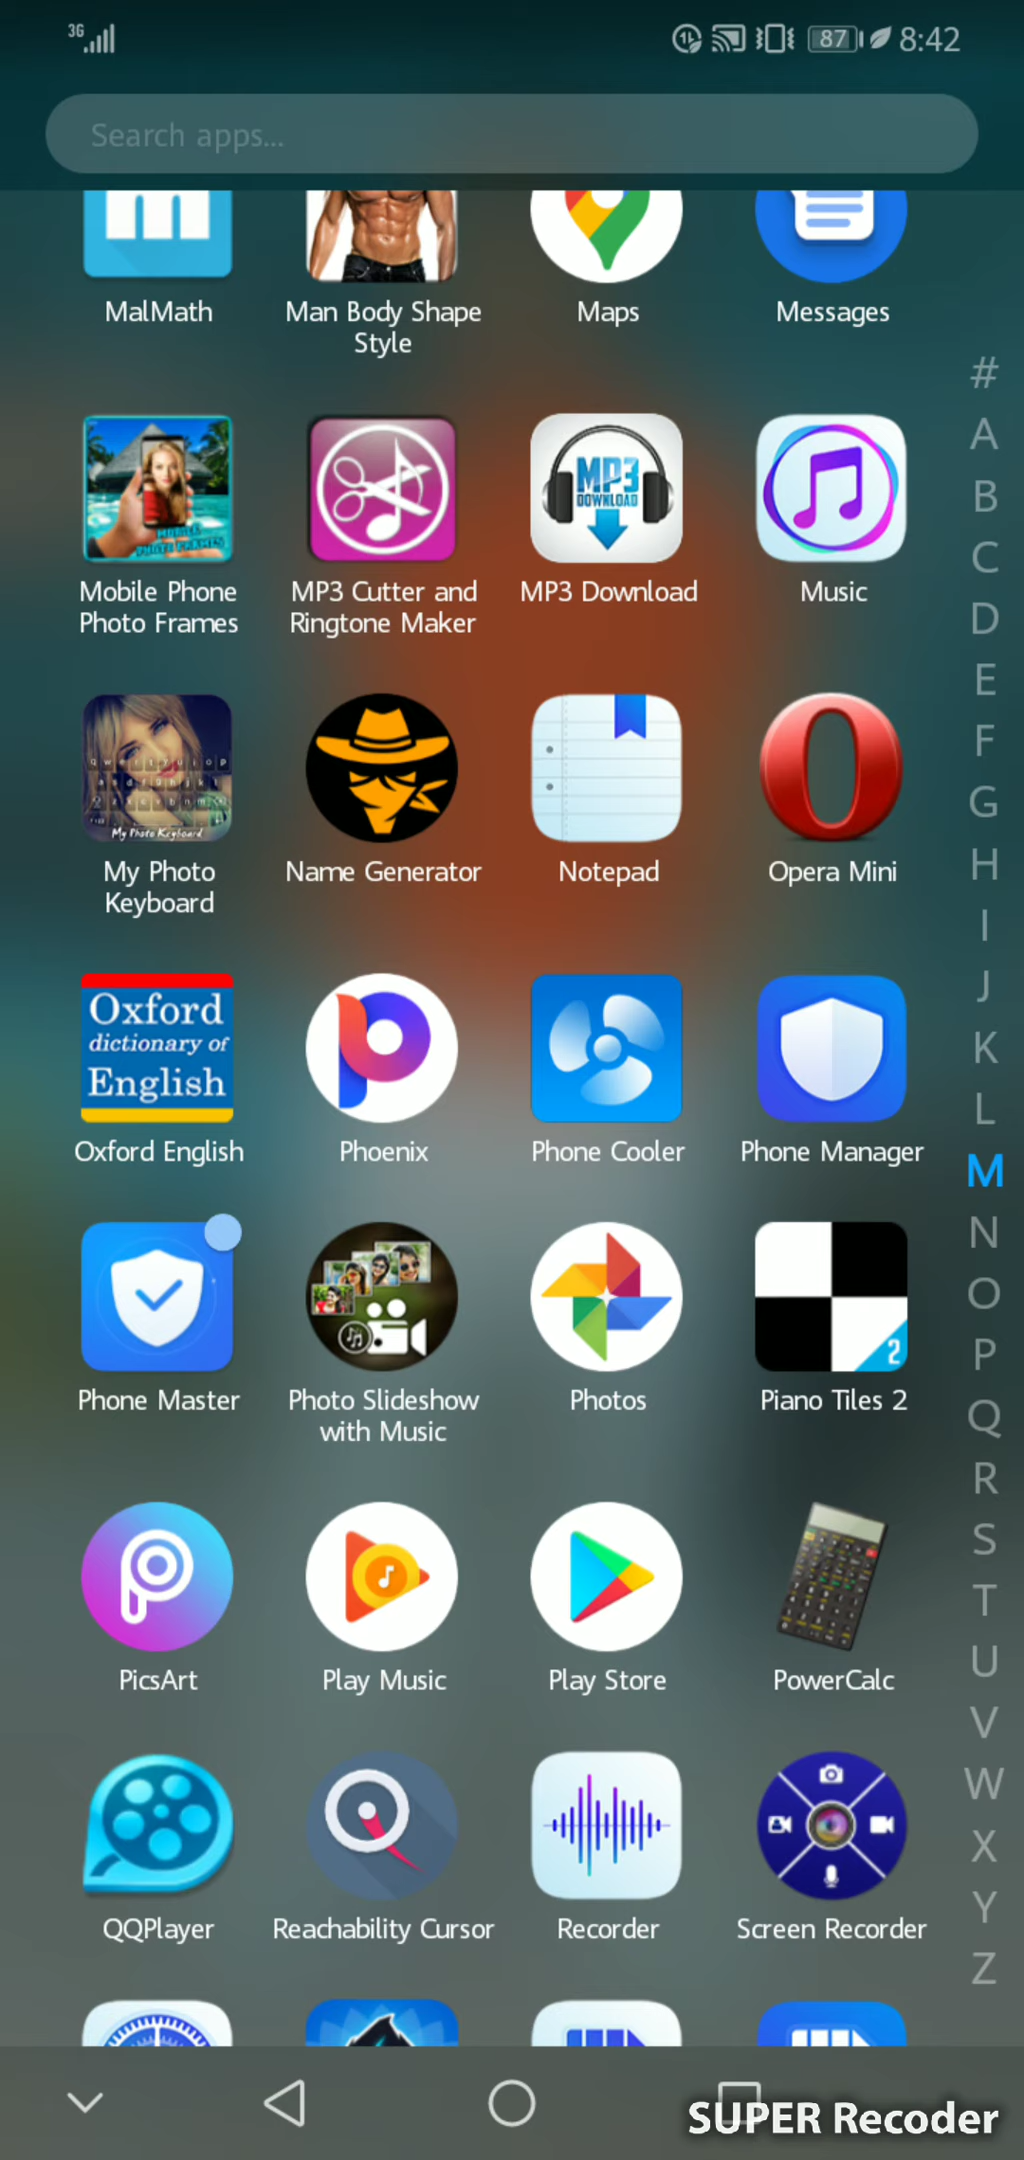 3G
87
8:42
Search apps...
MalMath
Man Body Shape
Style
Maps
Messages
#
A
B
C
D
E
F
G
H
I
J
K
L
M
N
O
P
Q
R
S
T
U
V
W
X
Y
Z
MP3
DOWNLOAD
Mobile Phone
Photo Frames
MP3 Cutter and
Ringtone Maker
MP3 Download
Music
My Photo Keyboard
My Photo
Keyboard
Name Generator
Notepad
Opera Mini
Oxford
dictionary of
English
Oxford English
Phoenix
Phone Cooler
Phone Manager
Phone Master
Photo Slideshow
with Music
Photos
2
Piano Tiles 2
PicsArt
Play Music
Play Store
PowerCalc
QQPlayer
Reachability Cursor
Recorder
Screen Recorder
SUPER Recoder